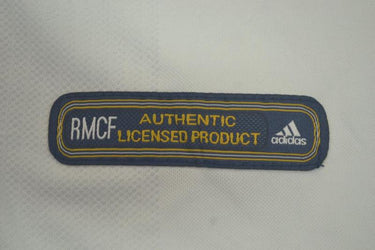 RMCF
AUTHENTIC
LICENSED PRODUCT
adidas